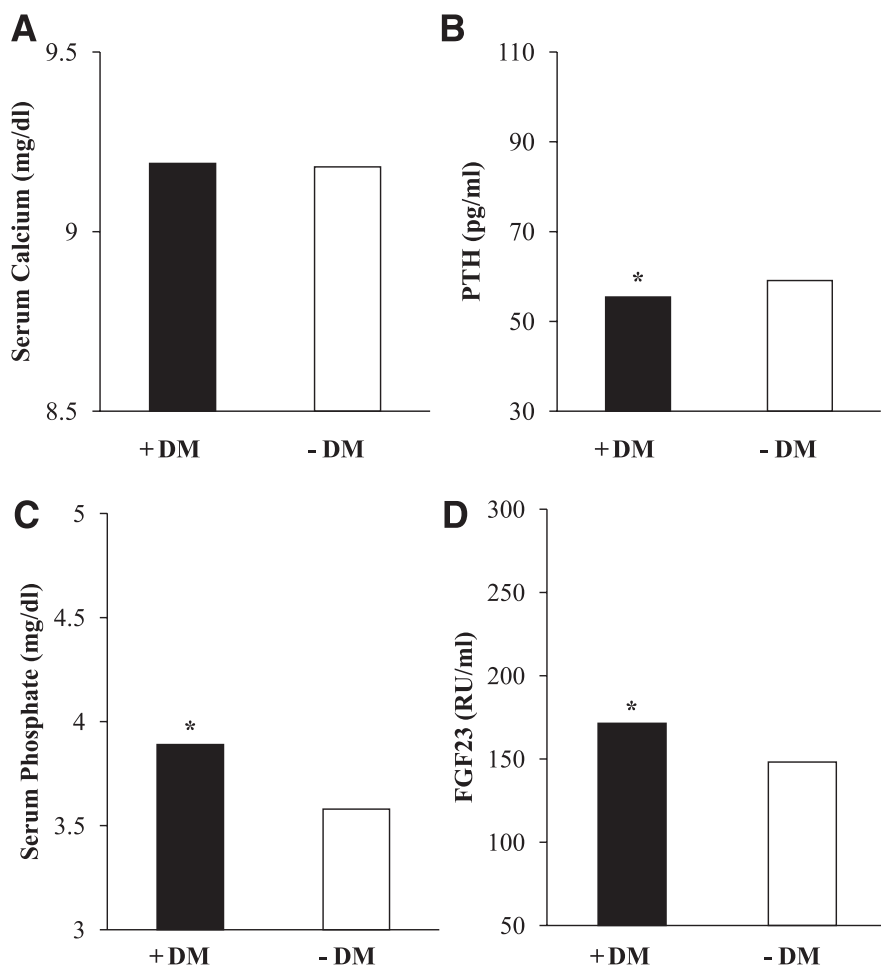 A
Serum Calcium (mg/dl)
9.5
9
8.5
+ DM
- DM
B
PTH (pg/ml)
110
90
70
50
30
*
+ DM
- DM
C
Serum Phosphate (mg/dl)
5
4.5
4
3.5
3
*
+ DM
- DM
D
FGF23 (RU/ml)
300
250
200
150
100
50
*
+ DM
- DM